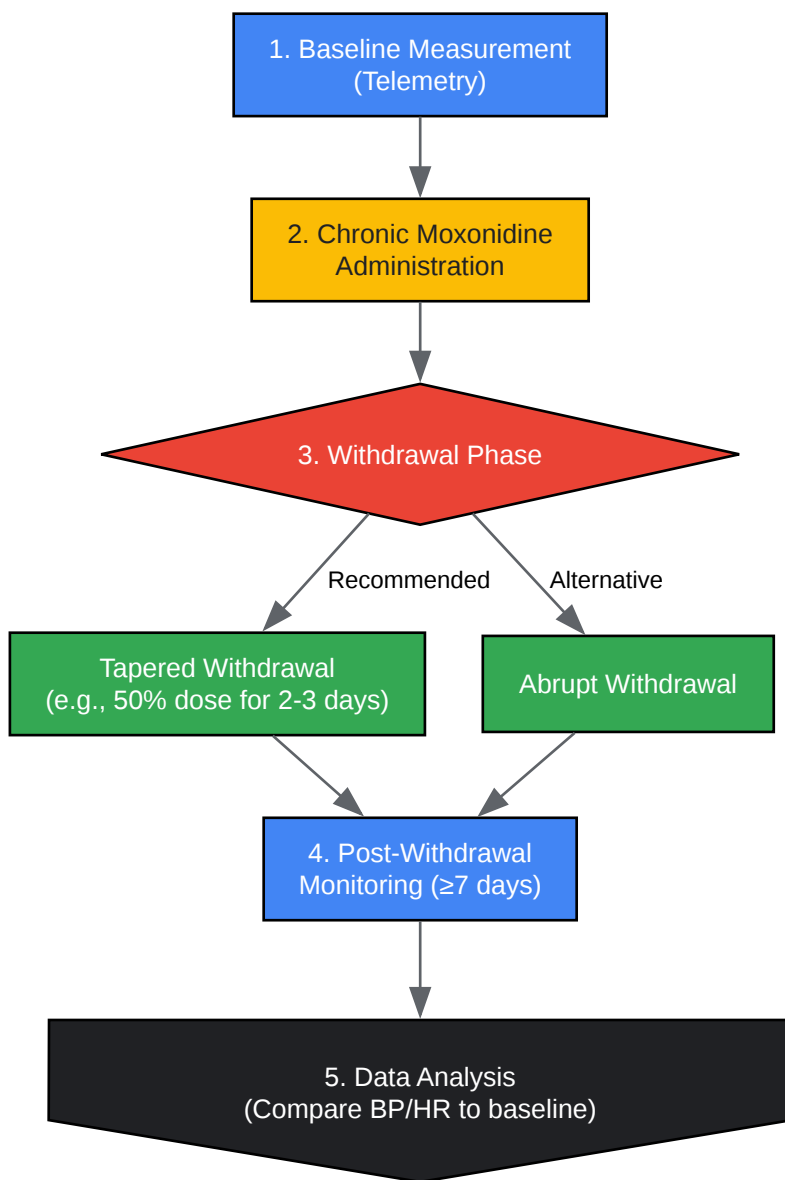 1. Baseline Measurement
(Telemetry)
2. Chronic Moxonidine
Administration
3. Withdrawal Phase
Recommended
Alternative
Tapered Withdrawal
(e.g., 50% dose for 2-3 days)
Abrupt Withdrawal
4. Post-Withdrawal
Monitoring (≥7 days)
5. Data Analysis
(Compare BP/HR to baseline)